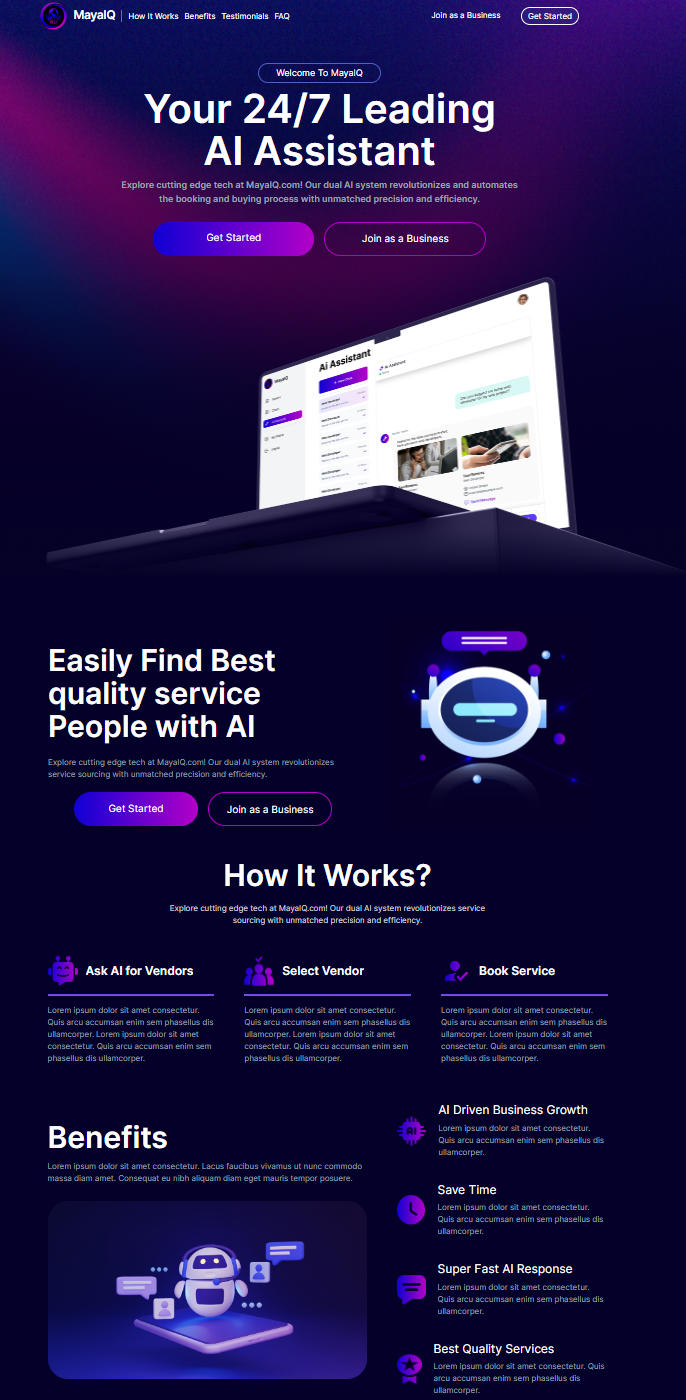 MayaIQ
How It Works Benefits Testimonials FAQ
Join as a Business
Get Started
Welcome To MayaIQ
Your 24/7 Leading
AI Assistant
Explore cutting edge tech at MayaIQ.com! Our dual AI system revolutionizes and automates
the booking and buying process with unmatched precision and efficiency.
Get Started
Join as a Business
MayaIQ
Ai Assistant
Ai Assistant
Easily Find Best
quality service
People with AI
Explore cutting edge tech at MayaIQ.com! Our dual AI system revolutionizes
service sourcing with unmatched precision and efficiency.
Get Started
Join as a Business
How It Works?
Explore cutting edge tech at MayaIQ.com! Our dual AI system revolutionizes service
sourcing with unmatched precision and efficiency.
Ask AI for Vendors
Lorem ipsum dolor sit amet consectetur.
Quis arcu accumsan enim sem phasellus dis
ullamcorper. Lorem ipsum dolor sit amet
consectetur. Quis arcu accumsan enim sem
phasellus dis ullamcorper.
Select Vendor
Lorem ipsum dolor sit amet consectetur.
Quis arcu accumsan enim sem phasellus dis
ullamcorper. Lorem ipsum dolor sit amet
consectetur. Quis arcu accumsan enim sem
phasellus dis ullamcorper.
Book Service
Lorem ipsum dolor sit amet consectetur.
Quis arcu accumsan enim sem phasellus dis
ullamcorper. Lorem ipsum dolor sit amet
consectetur. Quis arcu accumsan enim sem
phasellus dis ullamcorper.
Benefits
Lorem ipsum dolor sit amet consectetur. Lacus faucibus vivamus ut nunc commodo
massa diam amet. Consequat eu nibh aliquam diam eget mauris tempor posuere.
AI
AI Driven Business Growth
Lorem ipsum dolor sit amet consectetur.
Quis arcu accumsan enim sem phasellus dis
ullamcorper.
Save Time
Lorem ipsum dolor sit amet consectetur.
Quis arcu accumsan enim sem phasellus dis
ullamcorper.
Super Fast AI Response
Lorem ipsum dolor sit amet consectetur.
Quis arcu accumsan enim sem phasellus dis
ullamcorper.
Best Quality Services
Lorem ipsum dolor sit amet consectetur.
Quis arcu accumsan enim sem phasellus dis
ullamcorper.